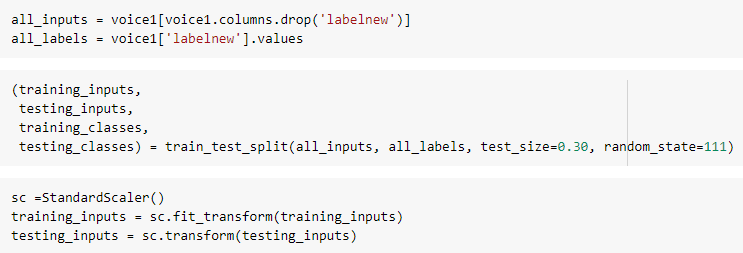 all_inputs = voice1[voice1.columns.drop('labelnew')]
all_labels = voice1['labelnew'].values
(training_inputs,
 testing_inputs,
 training_classes,
 testing_classes) = train_test_split(all_inputs, all_labels, test_size=0.30, random_state=111)
sc =StandardScaler()
training_inputs = sc.fit_transform(training_inputs)
testing_inputs = sc.transform(testing_inputs)